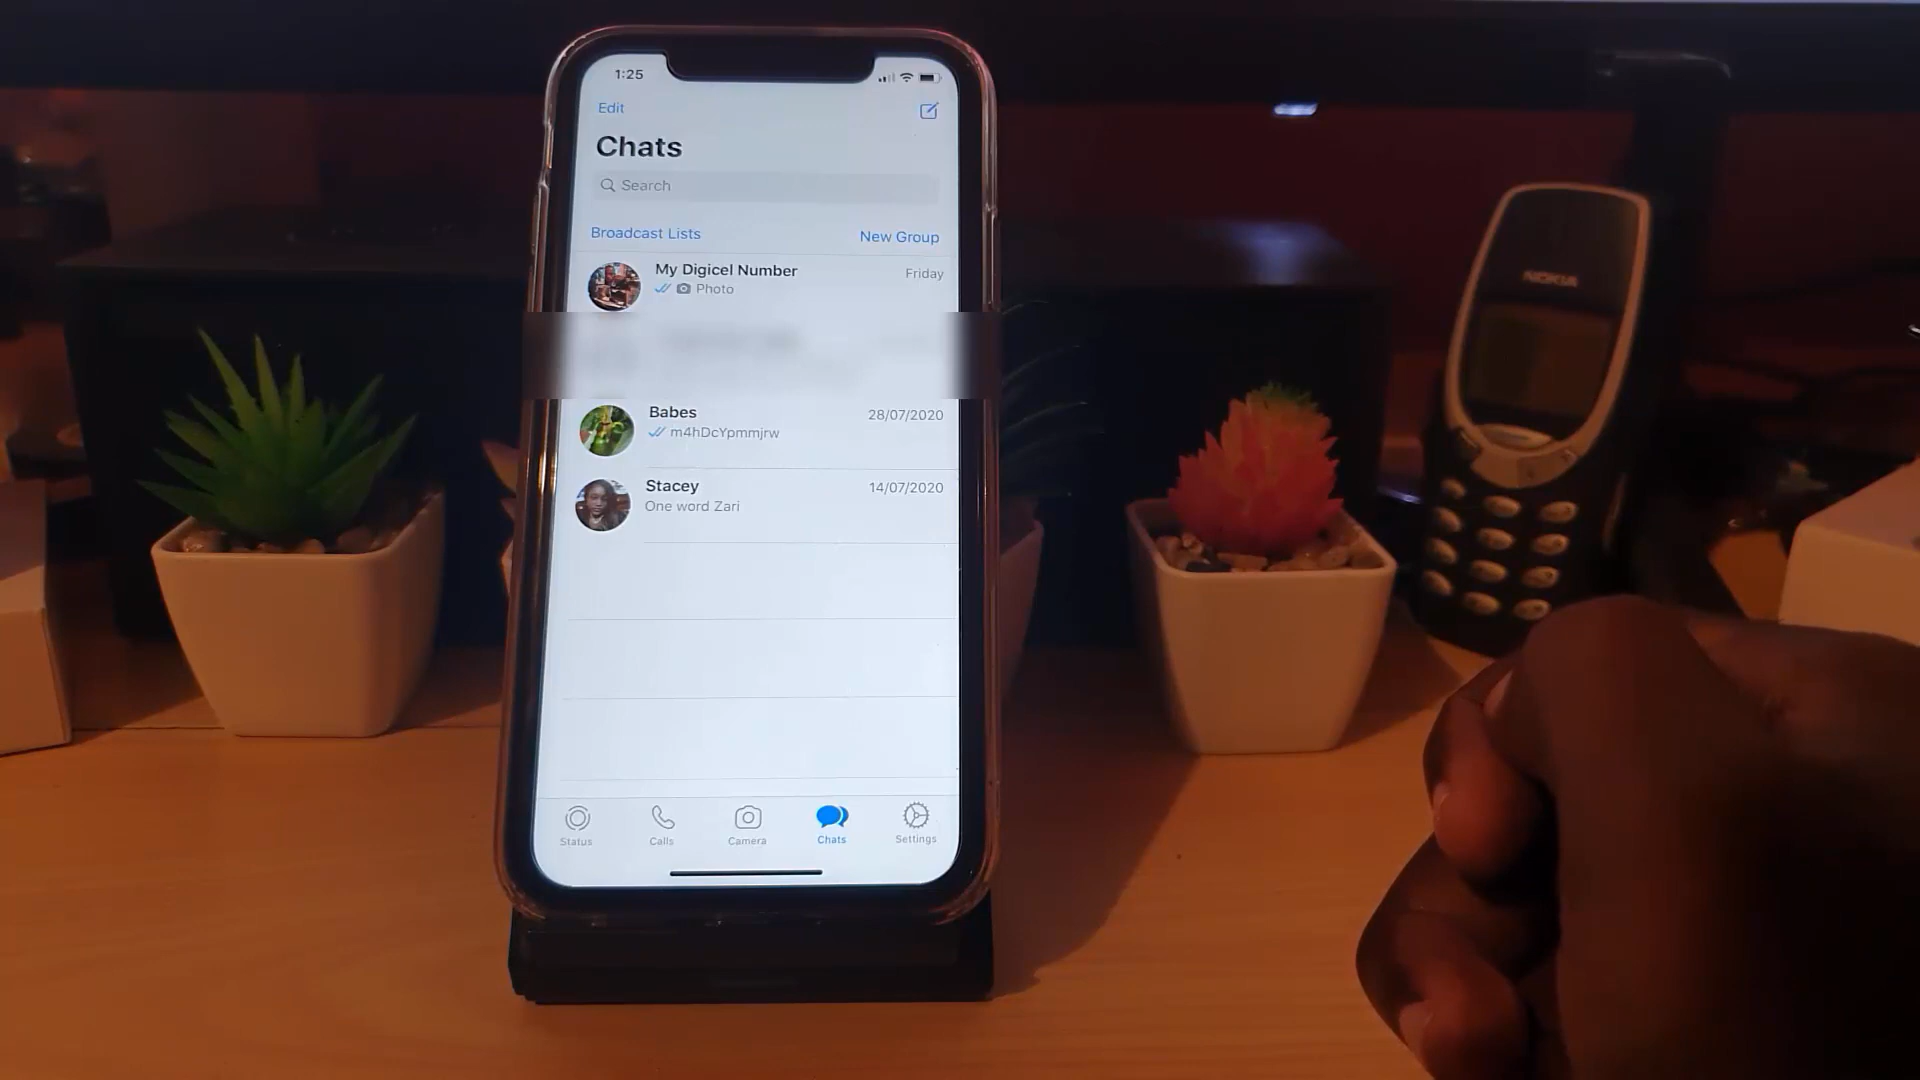 1:25
Edit
Chats
Search
Broadcast Lists New Group
My Digicel Number Friday
Photo
Babes 28/07/2020
m4hDcYpmmjrw
Stacey 14/07/2020
One word Zari
Status Calls Camera Chats Settings
NOKIA